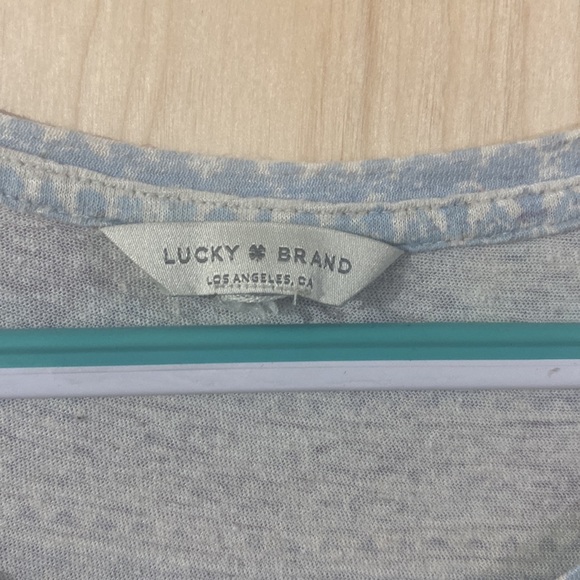 LUCKY BRAND
LOS ANGELES, CA